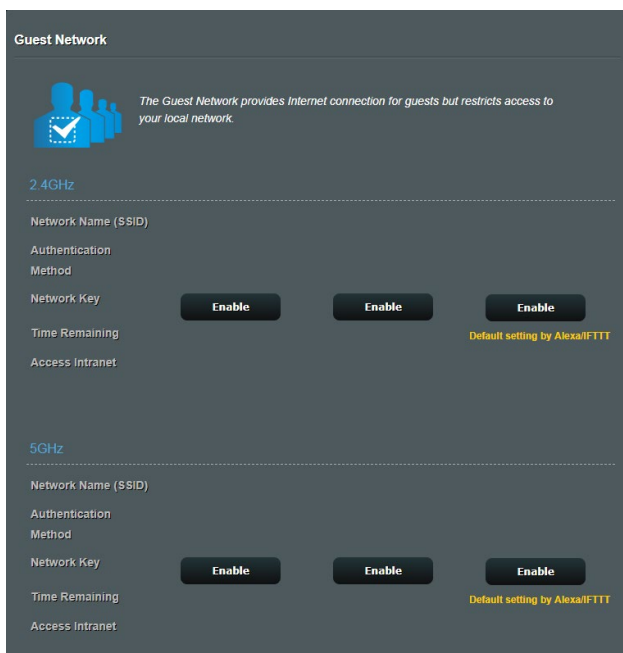 Guest Network
The Guest Network provides Internet connection for guests but restricts access to
your local network.
2.4GHz
Network Name (SSID)
Authentication
Method
Network Key
Enable Enable Enable
Time Remaining
Default setting by Alexa/IFTTT
Access Intranet
5GHz
Network Name (SSID)
Authentication
Method
Network Key
Enable Enable Enable
Time Remaining
Default setting by Alexa/IFTTT
Access Intranet